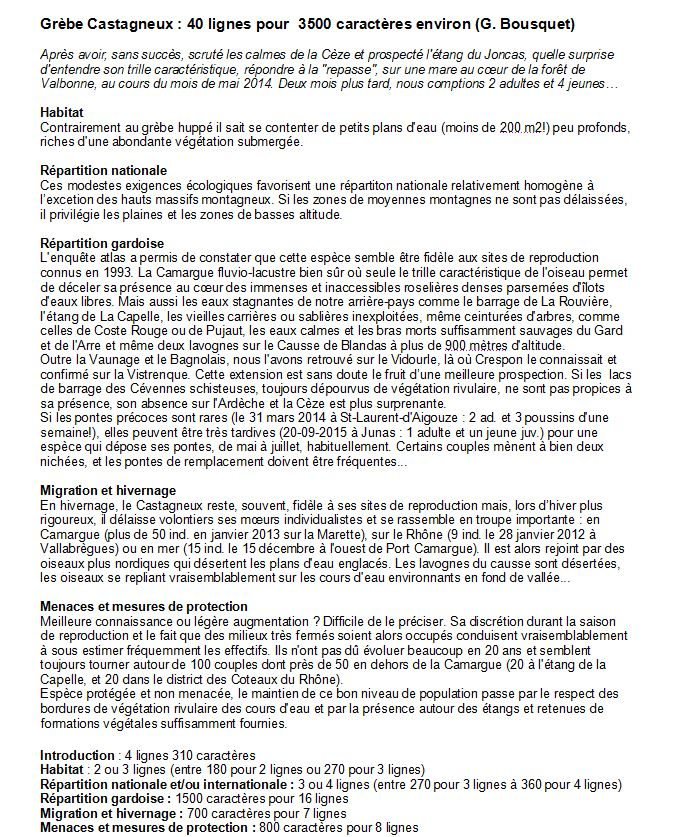 Grèbe Castagneux : 40 lignes pour 3500 caractères environ (G. Bousquet)
Après avoir, sans succès, scruté les calmes de la Cèze et prospecté l'étang du Joncas, quelle surprise
d'entendre son trille caractéristique, répondre à la "repasse", sur une mare au cœur de la forêt de
Valbonne, au cours du mois de mai 2014. Deux mois plus tard, nous comptions 2 adultes et 4 jeunes…
Habitat
Contrairement au grèbe huppé il sait se contenter de petits plans d'eau (moins de 200 m2!) peu profonds,
riches d'une abondante végétation submergée.
Répartition nationale
Ces modestes exigences écologiques favorisent une répartiton nationale relativement homogène à
l'excetion des hauts massifs montagneux. Si les zones de moyennes montagnes ne sont pas délaissées,
il privilégie les plaines et les zones de basses altitude.
Répartition gardoise
L'enquête atlas a permis de constater que cette espèce semble être fidèle aux sites de reproduction
connus en 1993. La Camargue fluvio-lacustre bien sûr où seule le trille caractéristique de l'oiseau permet
de déceler sa présence au cœur des immenses et inaccessibles roselières denses parsemées d'îlots
d'eaux libres. Mais aussi les eaux stagnantes de notre arrière-pays comme le barrage de La Rouvière,
l'étang de La Capelle, les vieilles carrières ou sablières inexploitées, même ceinturées d'arbres, comme
celles de Coste Rouge ou de Pujaut, les eaux calmes et les bras morts suffisamment sauvages du Gard
et de l'Arre et même deux lavognes sur le Causse de Blandas à plus de 900 mètres d'altitude.
Outre la Vaunage et le Bagnolais, nous l'avons retrouvé sur le Vidourle, là où Crespon le connaissait et
confirmé sur la Vistrenque. Cette extension est sans doute le fruit d'une meilleure prospection. Si les lacs
de barrage des Cévennes schisteuses, toujours dépourvus de végétation rivulaire, ne sont pas propices à
sa présence, son absence sur l'Ardèche et la Cèze est plus surprenante.
Si les pontes précoces sont rares (le 31 mars 2014 à St-Laurent-d'Aigouze : 2 ad. et 3 poussins d'une
semaine!), elles peuvent être très tardives (20-09-2015 à Junas : 1 adulte et un jeune juv.) pour une
espèce qui dépose ses pontes, de mai à juillet, habituellement. Certains couples mènent à bien deux
nichées, et les pontes de remplacement doivent être fréquentes...
Migration et hivernage
En hivernage, le Castagneux reste, souvent, fidèle à ses sites de reproduction mais, lors d'hiver plus
rigoureux, il délaisse volontiers ses mœurs individualistes et se rassemble en troupe importante : en
Camargue (plus de 50 ind. en janvier 2013 sur la Marette), sur le Rhône (9 ind. le 28 janvier 2012 à
Vallabrègues) ou en mer (15 ind. le 15 décembre à l'ouest de Port Camargue). Il est alors rejoint par des
oiseaux plus nordiques qui désertent les plans d'eau englacés. Les lavognes du causse sont désertées,
les oiseaux se repliant vraisemblablement sur les cours d'eau environnants en fond de vallée...
Menaces et mesures de protection
Meilleure connaissance ou légère augmentation ? Difficile de le préciser. Sa discrétion durant la saison
de reproduction et le fait que des milieux très fermés soient alors occupés conduisent vraisemblablement
à sous estimer fréquemment les effectifs. Ils n'ont pas dû évoluer beaucoup en 20 ans et semblent
toujours tourner autour de 100 couples dont près de 50 en dehors de la Camargue (20 à l'étang de la
Capelle, et 20 dans le district des Coteaux du Rhône).
Espèce protégée et non menacée, le maintien de ce bon niveau de population passe par le respect des
bordures de végétation rivulaire des cours d'eau et par la présence autour des étangs et retenues de
formations végétales suffisamment fournies.
Introduction : 4 lignes 310 caractères
Habitat : 2 ou 3 lignes (entre 180 pour 2 lignes ou 270 pour 3 lignes)
Répartition nationale et/ou internationale : 3 ou 4 lignes (entre 270 pour 3 lignes à 360 pour 4 lignes)
Répartition gardoise : 1500 caractères pour 16 lignes
Migration et hivernage : 700 caractères pour 7 lignes
Menaces et mesures de protection : 800 caractères pour 8 lignes